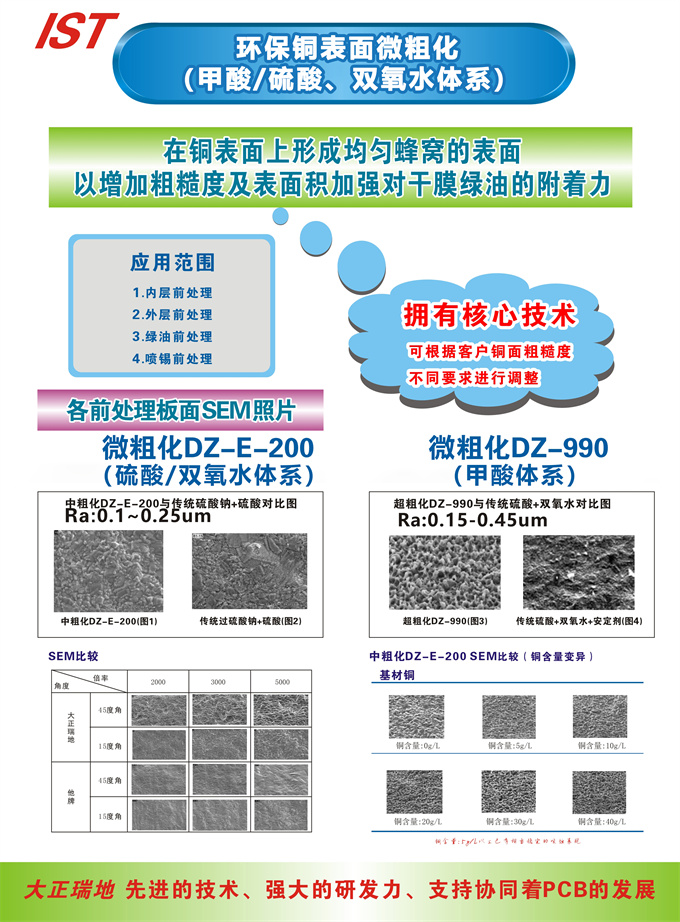 IST
环保铜表面微粗化
(甲酸/硫酸、双氧水体系)
在铜表面上形成均匀蜂窝的表面
以增加粗糙度及表面积加强对干膜绿油的附着力
应用范围
1.内层前处理
2.外层前处理
3.绿油前处理
4.喷锡前处理
拥有核心技术
可根据客户铜面粗糙度
不同要求进行调整
各前处理板面SEM照片
微粗化DZ-E-200
(硫酸/双氧水体系)
中粗化DZ-E-200与传统硫酸钠+硫酸对比图
Ra:0.1~0.25um
中粗化DZ-E-200(图1)
传统过硫酸钠+硫酸(图2)
微粗化DZ-990
(甲酸体系)
超粗化DZ-990与传统硫酸+双氧水对比图
Ra:0.15-0.45um
超粗化DZ-990(图3)
传统硫酸+双氧水+安定剂(图4)
SEM比较
倍率
角度
2000
3000
5000
大正瑞地
45度角
15度角
他牌
45度角
15度角
中粗化DZ-E-200 SEM比较(铜含量变异)
基材铜
铜含量:0g/L
铜含量:5g/L
铜含量:10g/L
铜含量:20g/L
铜含量:30g/L
铜含量:40g/L
铜含量:5g/L
大正瑞地 先进的技术、强大的研发力、支持协同着PCB的发展